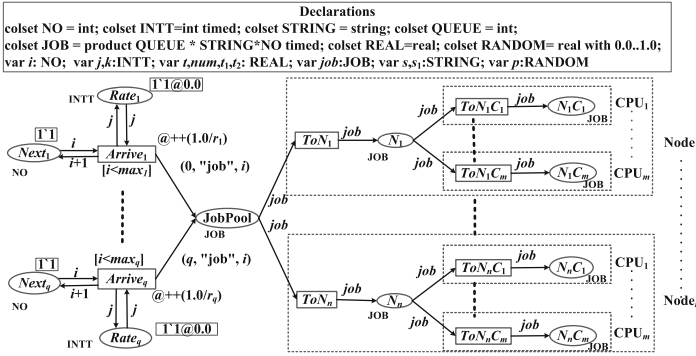 Declarations
colset NO = int; colset INTT=int timed; colset STRING = string; colset QUEUE = int;
colset JOB = product QUEUE * STRING*NO timed; colset REAL=real; colset RANDOM= real with 0.0..1.0;
var i: NO; var j,k:INTT; var t,num,t1,t2: REAL; var job:JOB; var s,s1:STRING; var p:RANDOM
1`1@0.0
INTT
Rate1
j j
@++(1.0/r1)
1`1
Next1
NO
i
i+1
Arrive1
[i<max1]
(0, "job", i)
JobPool
JOB
[i<maxq]
(q, "job", i)
1`1
Nextq
NO
i
i+1
Arriveq
@++(1.0/rq)
j j
INTT
Rateq
1`1@0.0
job
job
ToN1
job
N1
JOB
job
job
ToN1C1
job
N1C1
JOB
CPU1
ToN1Cm
job
N1Cm
JOB
CPUm
Node
ToNn
job
Nn
JOB
job
job
ToNnC1
job
NnC1
JOB
CPU1
ToNnCm
job
NnCm
JOB
CPUm
Node